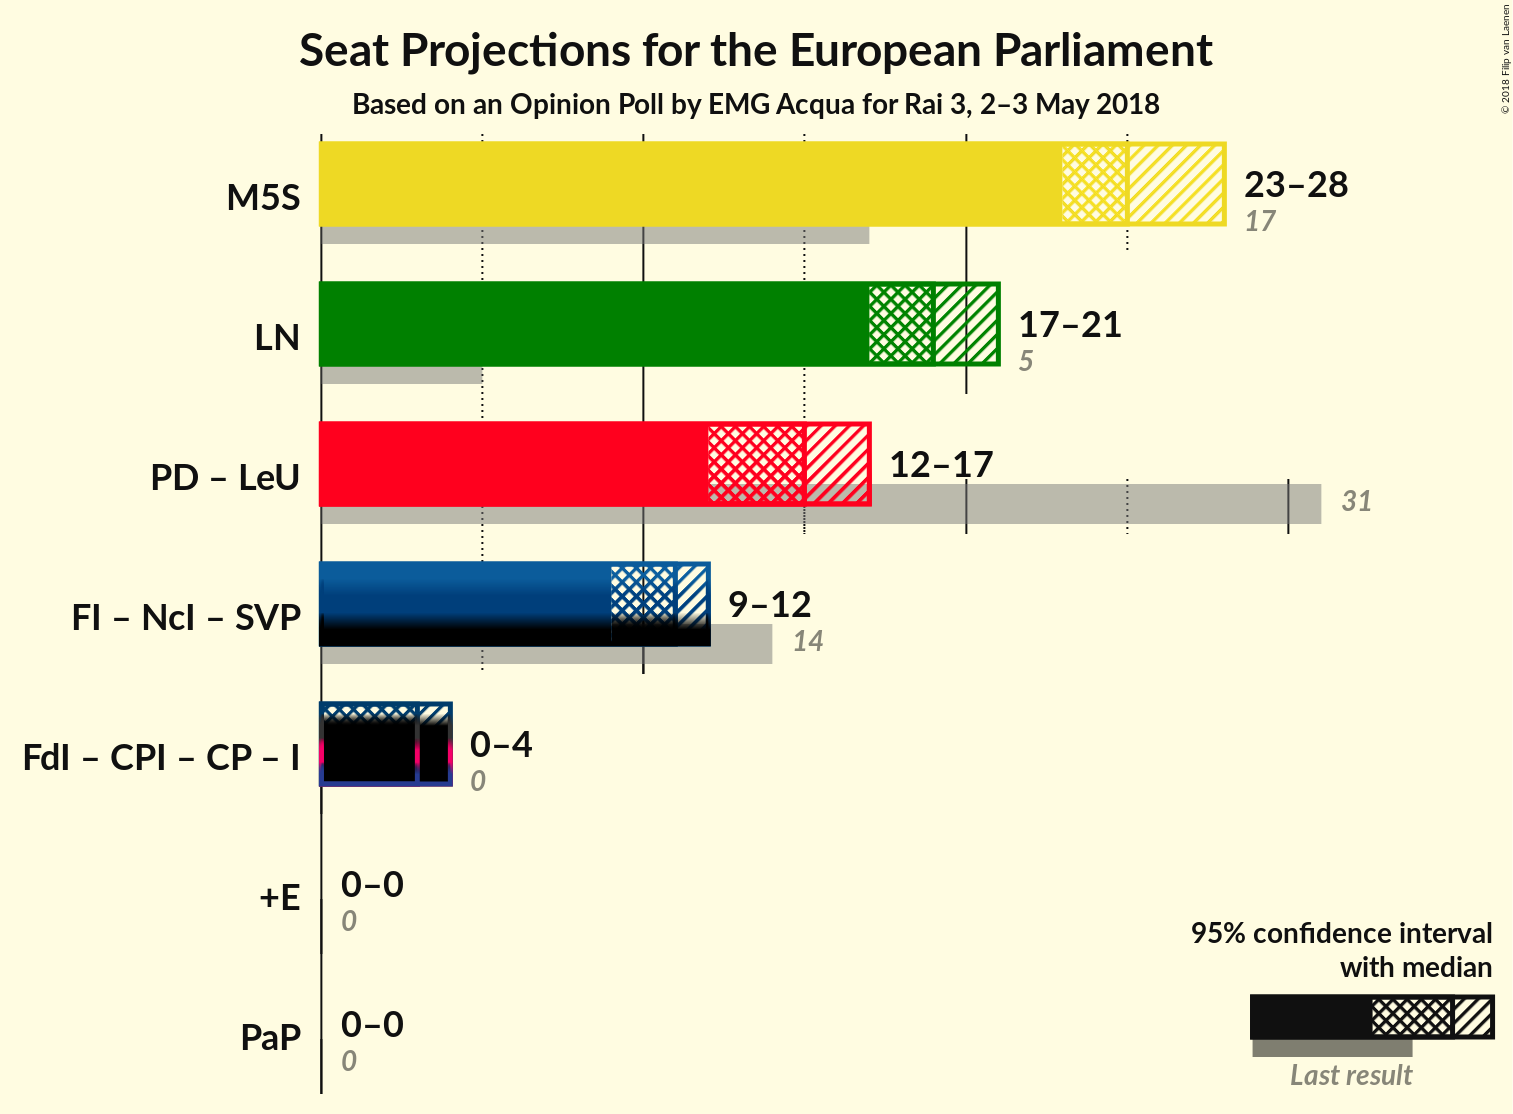 Seat Projections for the European Parliament
Based on an Opinion Poll by EMG Acqua for Rai 3, 2–3 May 2018
© 2018 Filip van Laenen
M5S
23–28
17
LN
17–21
5
PD – LeU
12–17
31
FI – NcI – SVP
9–12
14
FdI – CPI – CP – I
0–4
0
+E
0–0
0
PaP
0–0
0
95% confidence interval
with median
Last result